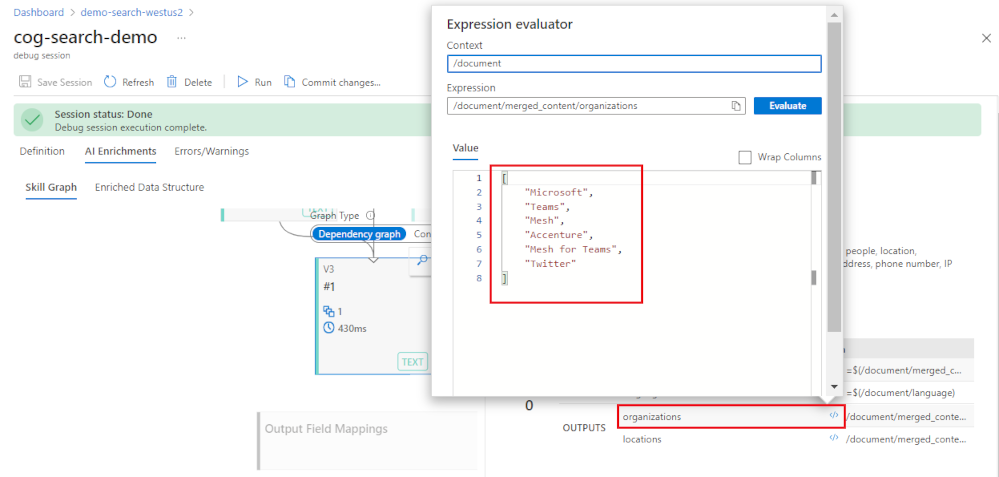 Dashboard > demo-search-westus2 >
cog-search-demo ...
debug session
Save Session Refresh Delete Run Commit changes...
Session status: Done
Debug session execution complete.
Definition AI Enrichments Errors/Warnings
Skill Graph Enriched Data Structure
TEXT
Graph Type
Dependency graph Con
V3
#1
1
430ms
TEXT
Output Field Mappings
Expression evaluator
Context
/document
Expression
/document/merged_content/organizations
Evaluate
Value
Wrap Columns
1 [
2 "Microsoft",
3 "Teams",
4 "Mesh",
5 "Accenture",
6 "Mesh for Teams",
7 "Twitter"
8 ]
people, location,
ddress, phone number, IP
=$(/document/merged_c...
=$(/document/language)
0
OUTPUTS
organizations </> /document/merged_conte...
locations </> /document/merged_conte...